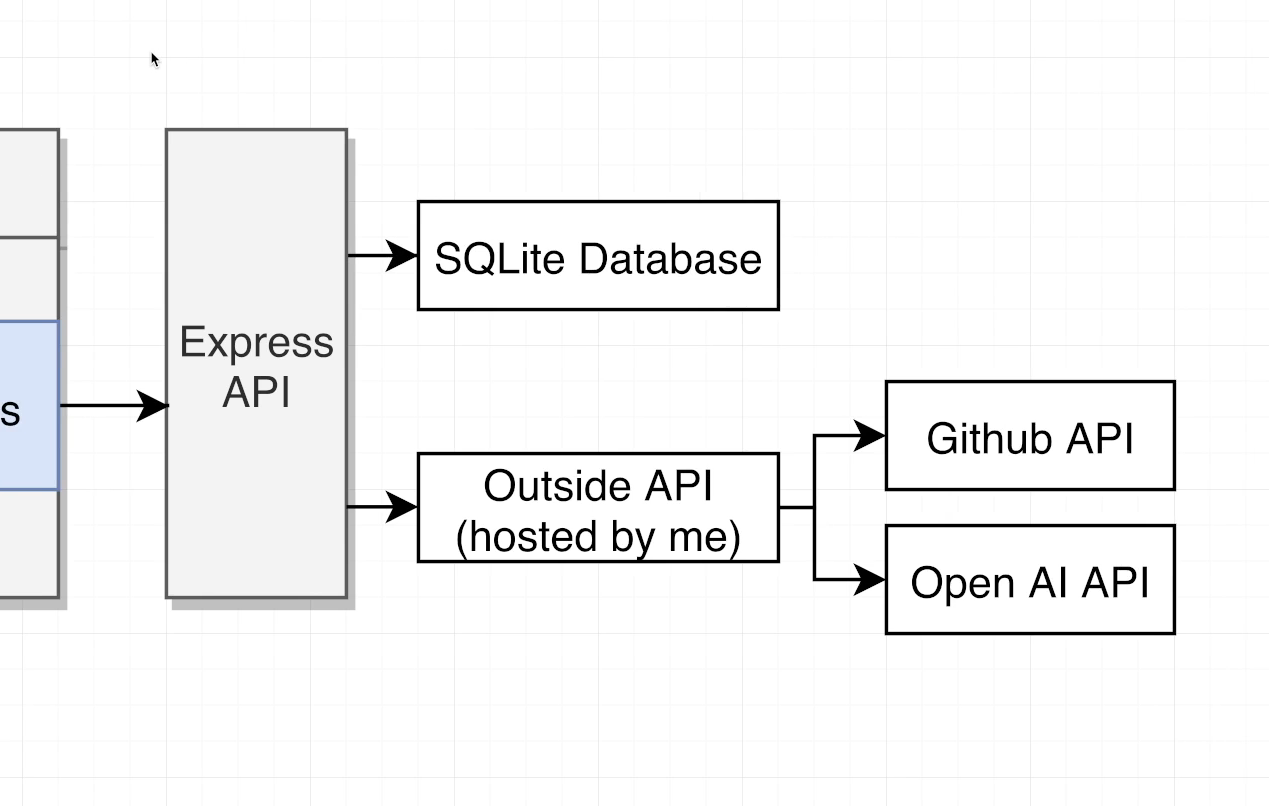 s
Express
API
SQLite Database
Outside API
(hosted by me)
Github API
Open AI API